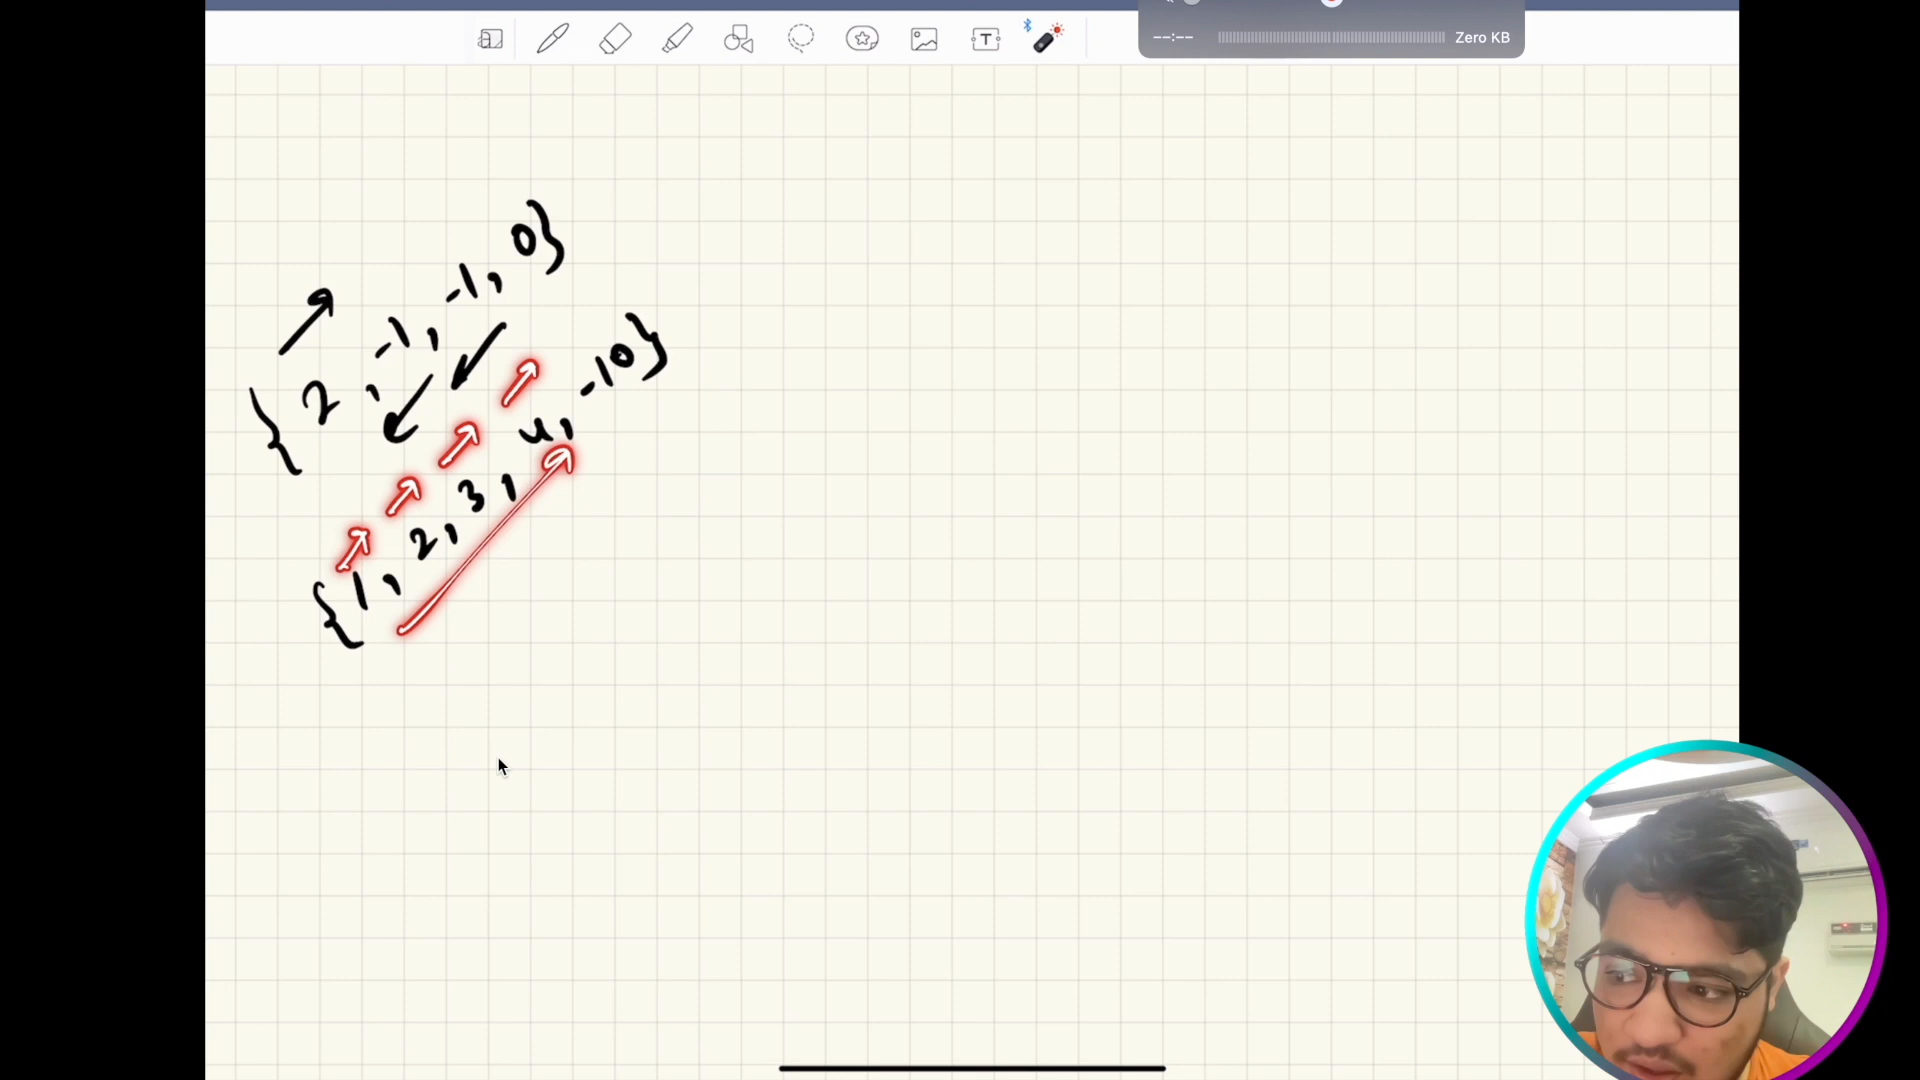 --:-- Zero KB
T
{2, -1, -1, 0}
{1, 2, 3, 4, -10}